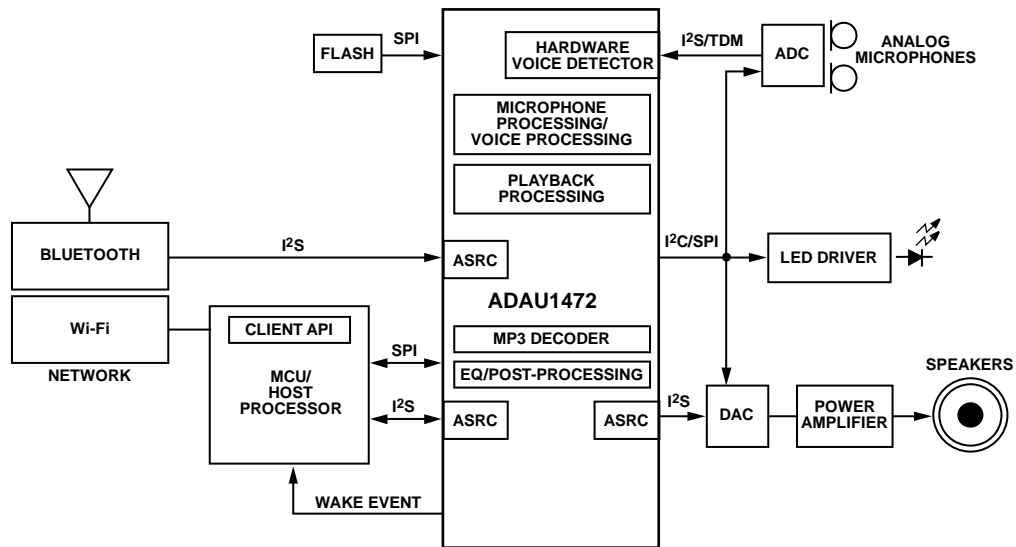 FLASH
SPI
HARDWARE
VOICE DETECTOR
I²S/TDM
ADC
ANALOG
MICROPHONES
MICROPHONE
PROCESSING/
VOICE PROCESSING
PLAYBACK
PROCESSING
BLUETOOTH
I²S
ASRC
I²C/SPI
LED DRIVER
ADAU1472
Wi-Fi
NETWORK
CLIENT API
MCU/
HOST
PROCESSOR
SPI
I²S
MP3 DECODER
EQ/POST-PROCESSING
ASRC
ASRC
I²S
DAC
POWER
AMPLIFIER
SPEAKERS
WAKE EVENT